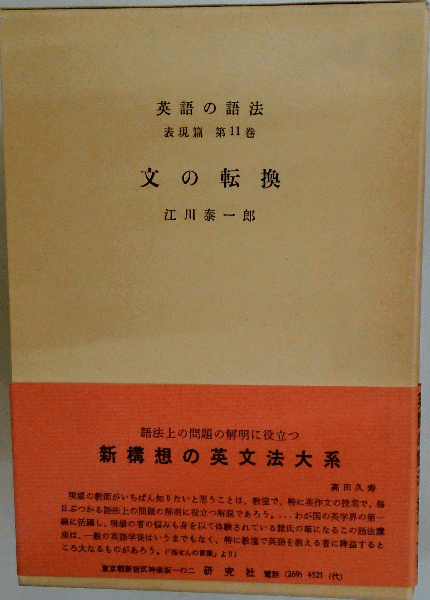 英語の語法
表現篇 第11巻
文の転換
江川泰一郎
語法上の問題の解明に役立つ
新構想の英文法大系
高田久寿
現場の教師がいちばん知りたいと思うことは、教室で、特に英作文の授業で、毎
日ぶつかる語法上の問題の解明に役立つ解説であろう。...わが国の英学界の第一
線に活躍し、現場の者の悩みも身を以て体験されている諸氏の筆になるこの語法講
座は、一般の英語学徒はいうまでもなく、特に教室で英語を教える者に裨益すると
ころ大なるものがあろう。(「推せんの言葉」より)
東京都新宿区神楽坂一の二 研究社 電話 (269) 4521 (代)